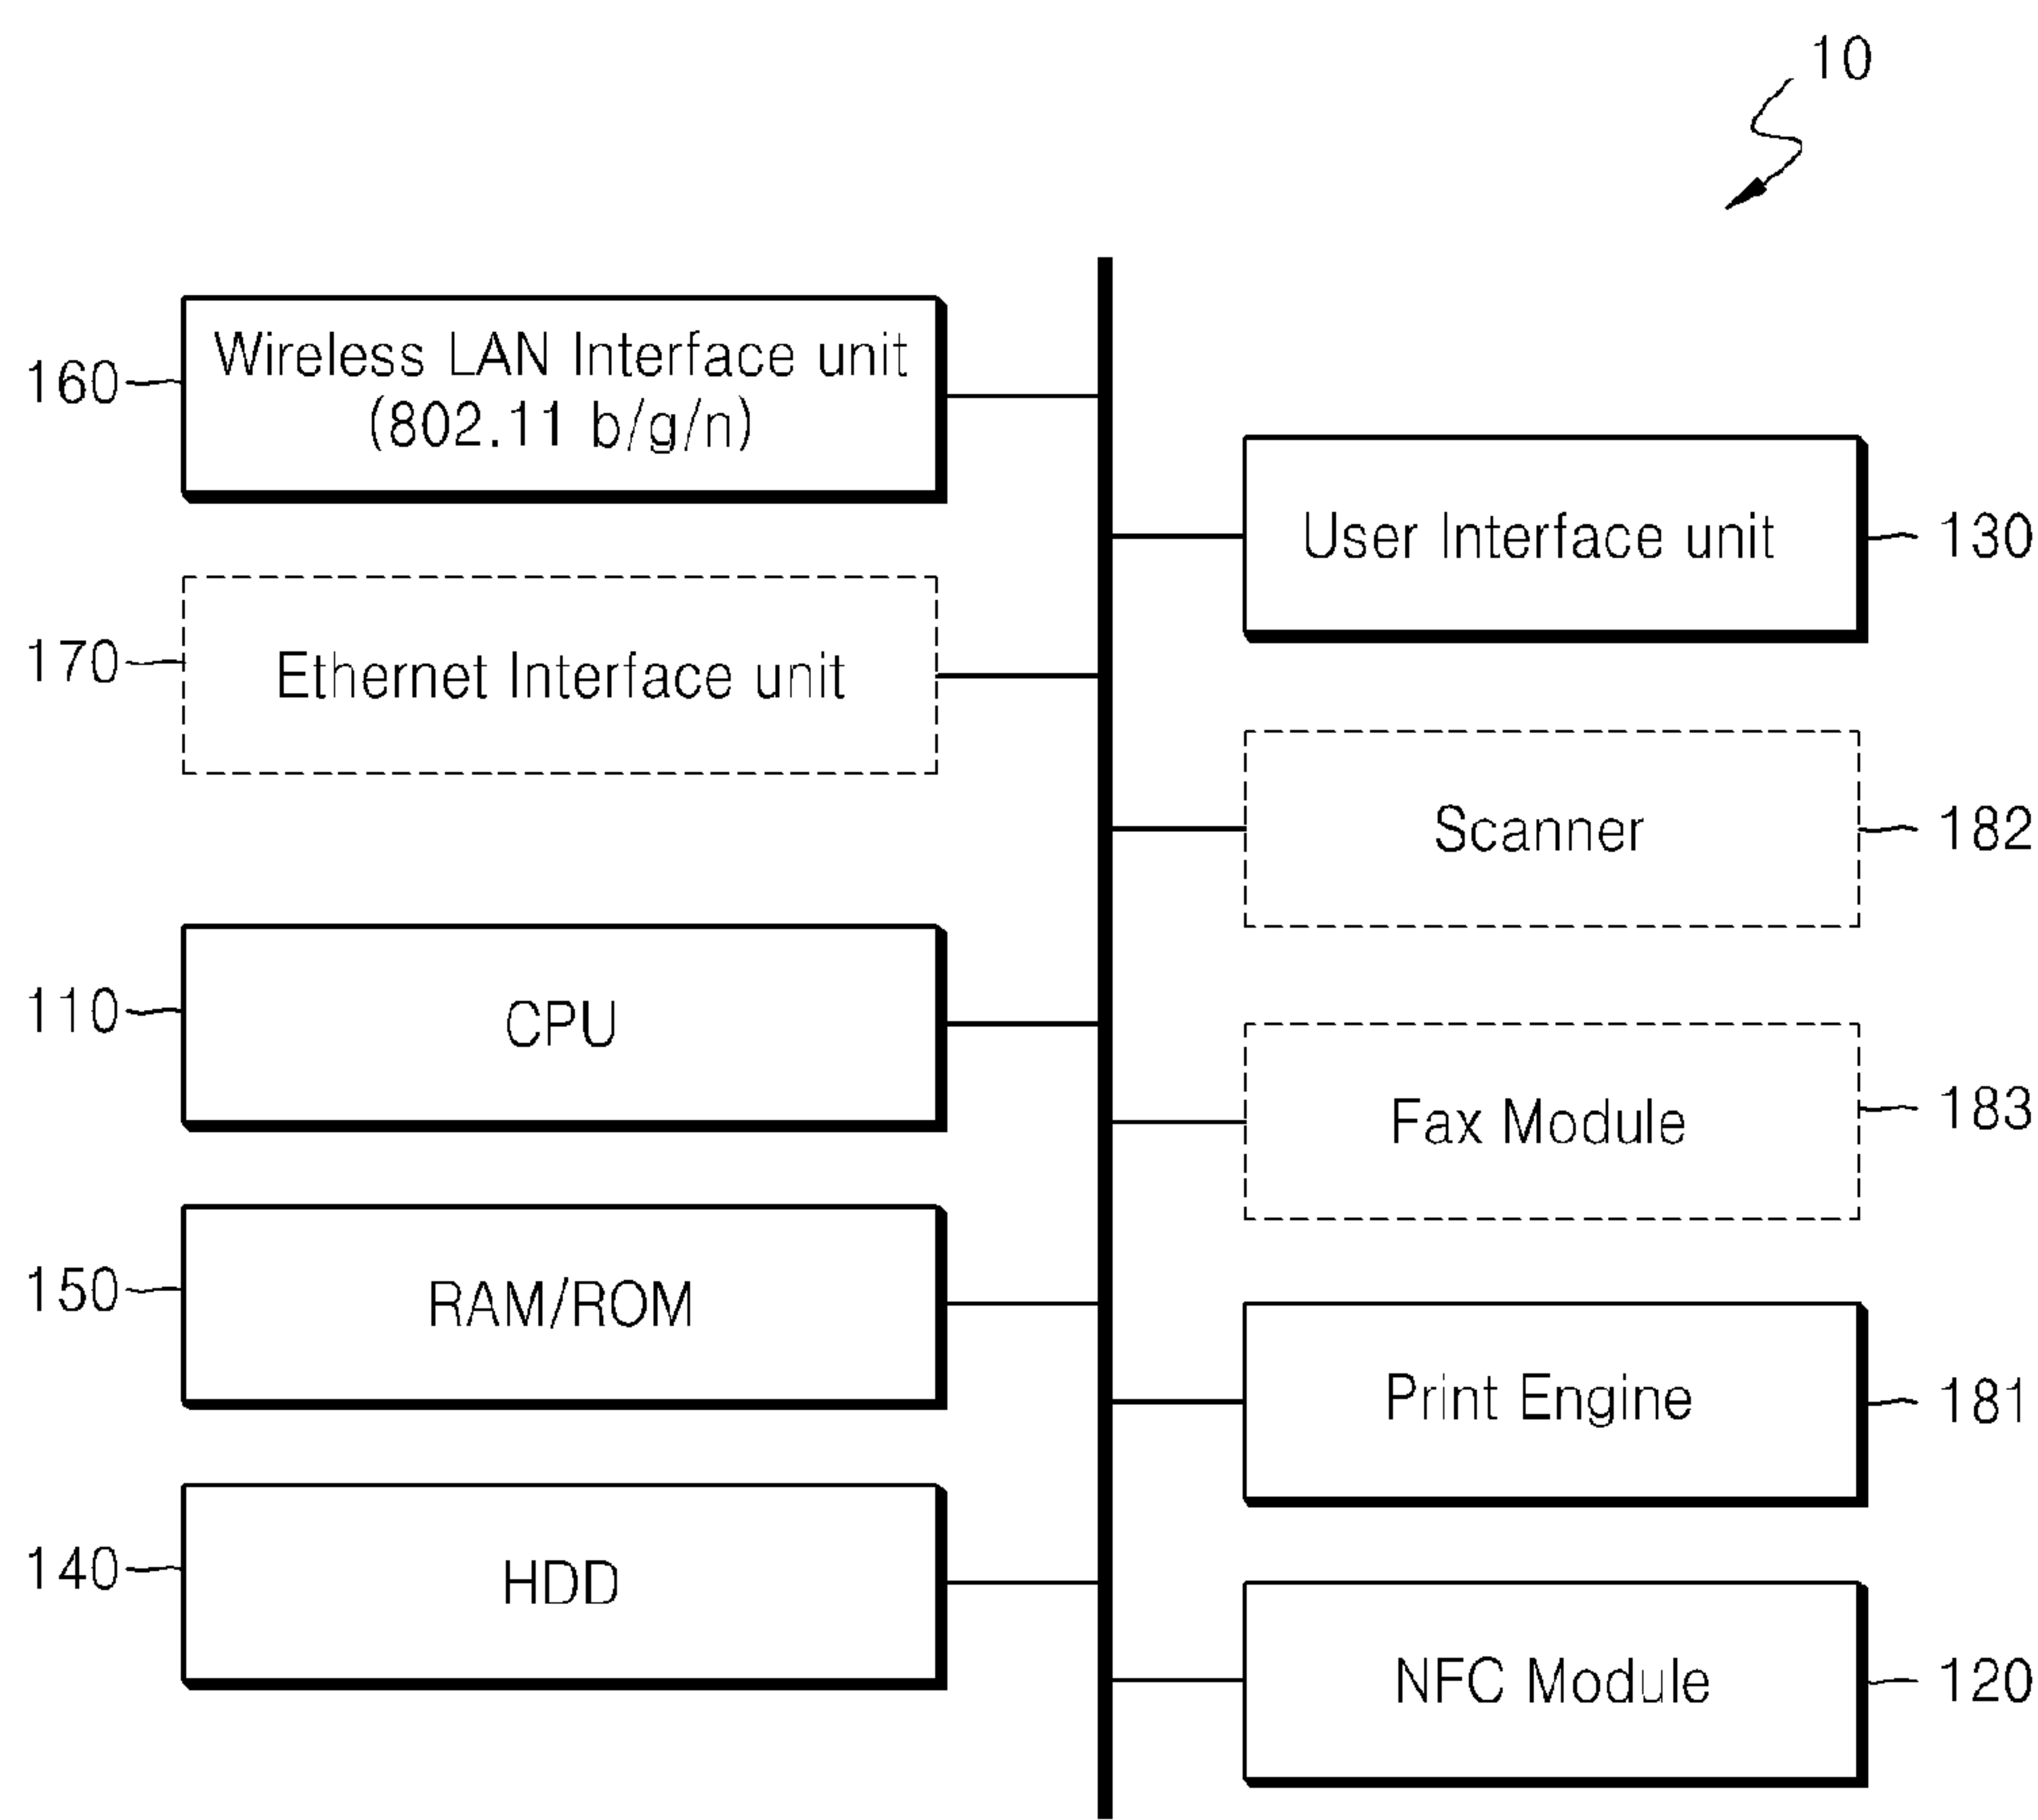 10
160
Wireless LAN Interface unit
(802.11 b/g/n)
User Interface unit
130
170
Ethernet Interface unit
Scanner
182
110
CPU
Fax Module
183
150
RAM/ROM
Print Engine
181
140
HDD
NFC Module
120